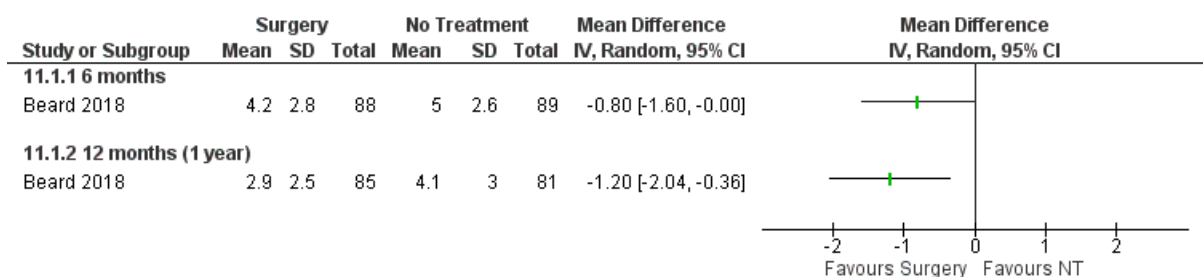 Surgery No Treatment Mean Difference Mean Difference
Study or Subgroup Mean SD Total Mean SD Total IV, Random, 95% CI IV, Random, 95% CI
11.1.1 6 months
Beard 2018 4.2 2.8 88 5 2.6 89 -0.80 [-1.60, -0.00]
11.1.2 12 months (1 year)
Beard 2018 2.9 2.5 85 4.1 3 81 -1.20 [-2.04, -0.36]
-2 -1 0 1 2
Favours Surgery Favours NT